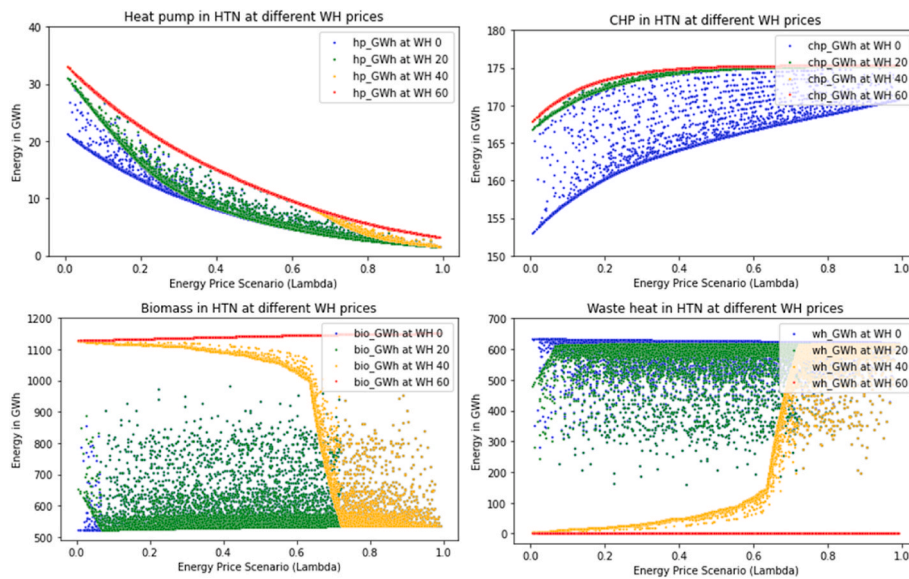 Heat pump in HTN at different WH prices
40
30
20
10
0
Energy in GWh
hp_GWh at WH 0
hp_GWh at WH 20
hp_GWh at WH 40
hp_GWh at WH 60
0.0 0.2 0.4 0.6 0.8 1.0
Energy Price Scenario (Lambda)
CHP in HTN at different WH prices
180
175
170
165
160
155
150
Energy in GWh
chp_GWh at WH 0
chp_GWh at WH 20
chp_GWh at WH 40
chp_GWh at WH 60
0.0 0.2 0.4 0.6 0.8 1.0
Energy Price Scenario (Lambda)
Biomass in HTN at different WH prices
1200
1100
1000
900
800
700
600
500
Energy in GWh
bio_GWh at WH 0
bio_GWh at WH 20
bio_GWh at WH 40
bio_GWh at WH 60
0.0 0.2 0.4 0.6 0.8 1.0
Energy Price Scenario (Lambda)
Waste heat in HTN at different WH prices
700
600
500
400
300
200
100
0
Energy in GWh
wh_GWh at WH 0
wh_GWh at WH 20
wh_GWh at WH 40
wh_GWh at WH 60
0.0 0.2 0.4 0.6 0.8 1.0
Energy Price Scenario (Lambda)